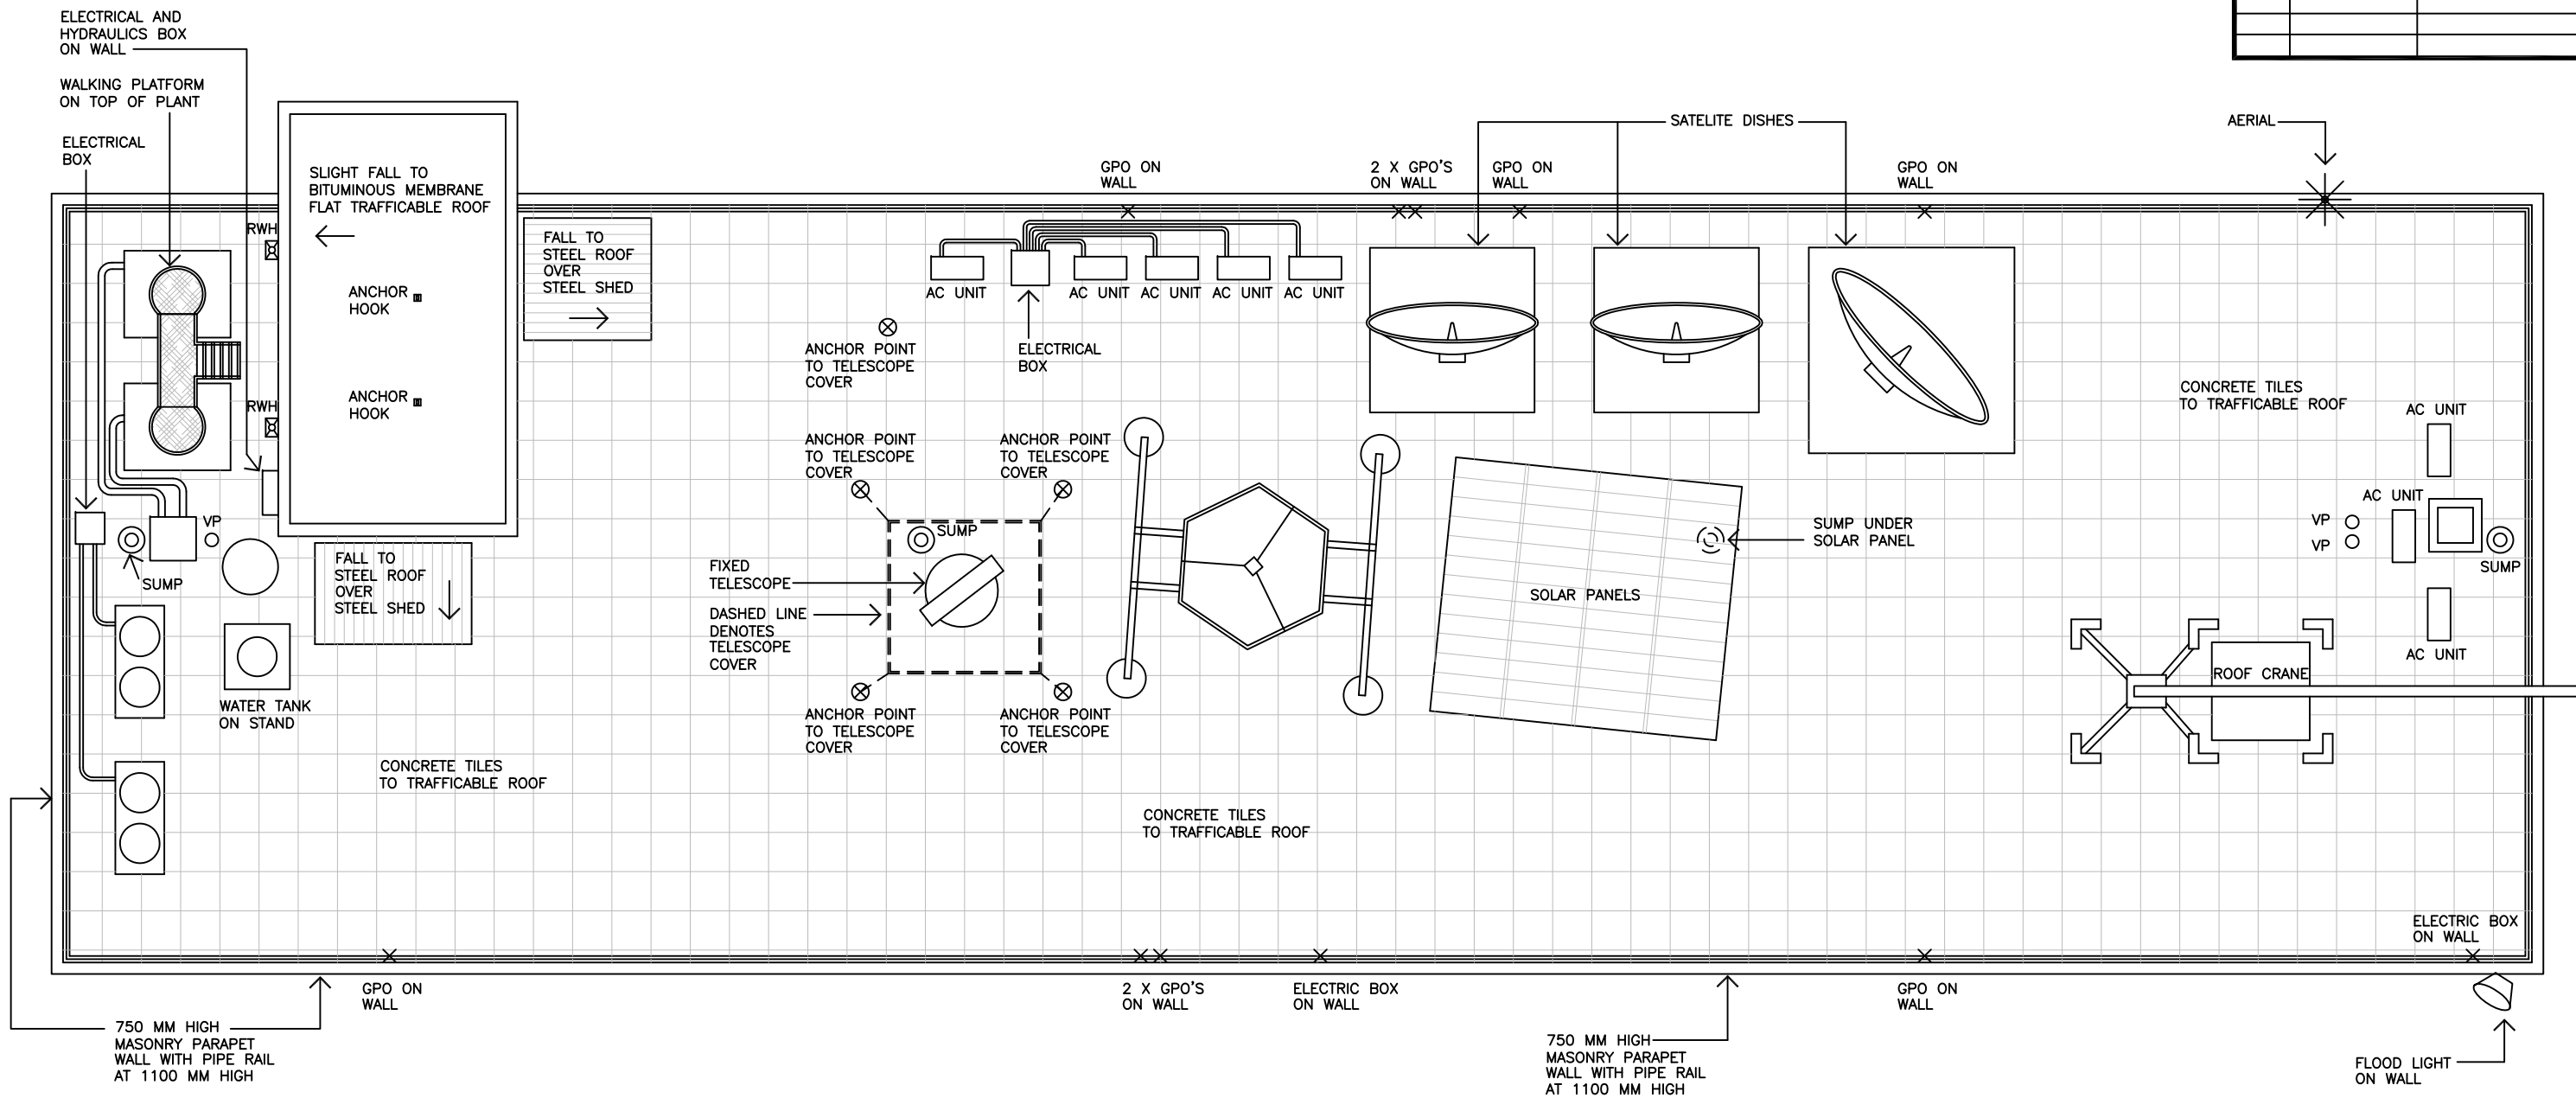 ELECTRICAL AND
HYDRAULICS BOX
ON WALL
WALKING PLATFORM
ON TOP OF PLANT
ELECTRICAL
BOX
SLIGHT FALL TO
BITUMINOUS MEMBRANE
FLAT TRAFFICABLE ROOF
RWH
ANCHOR
HOOK
ANCHOR
HOOK
RWH
FALL TO
STEEL ROOF
OVER
STEEL SHED
VP
SUMP
FALL TO
STEEL ROOF
OVER
STEEL SHED
WATER TANK
ON STAND
CONCRETE TILES
TO TRAFFICABLE ROOF
GPO ON
WALL
750 MM HIGH
MASONRY PARAPET
WALL WITH PIPE RAIL
AT 1100 MM HIGH
AC UNIT
AC UNIT
AC UNIT
AC UNIT
AC UNIT
ELECTRICAL
BOX
ANCHOR POINT
TO TELESCOPE
COVER
ANCHOR POINT
TO TELESCOPE
COVER
ANCHOR POINT
TO TELESCOPE
COVER
SUMP
FIXED
TELESCOPE
DASHED LINE
DENOTES
TELESCOPE
COVER
ANCHOR POINT
TO TELESCOPE
COVER
ANCHOR POINT
TO TELESCOPE
COVER
GPO ON
WALL
2 X GPO'S
ON WALL
GPO ON
WALL
SATELITE DISHES
GPO ON
WALL
AERIAL
SUMP UNDER
SOLAR PANEL
SOLAR PANELS
CONCRETE TILES
TO TRAFFICABLE ROOF
2 X GPO'S
ON WALL
ELECTRIC BOX
ON WALL
750 MM HIGH
MASONRY PARAPET
WALL WITH PIPE RAIL
AT 1100 MM HIGH
GPO ON
WALL
CONCRETE TILES
TO TRAFFICABLE ROOF
AC UNIT
AC UNIT
VP
VP
SUMP
AC UNIT
ROOF CRANE
ELECTRIC BOX
ON WALL
FLOOD LIGHT
ON WALL